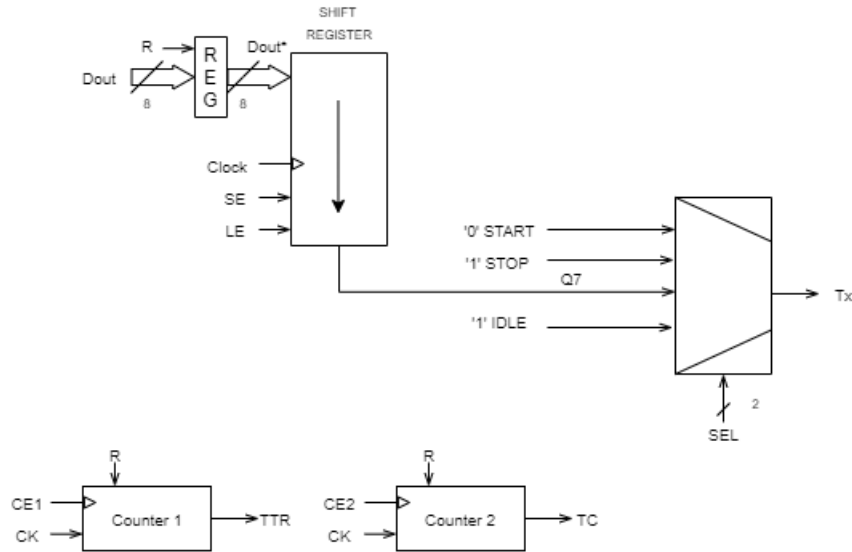 SHIFT
REGISTER
R
Dout*
REG
Dout
8
8
Clock
SE
LE
'0' START
'1' STOP
Q7
'1' IDLE
Tx
2
SEL
R
R
CE1
Counter 1
TTR
CK
CE2
Counter 2
TC
CK